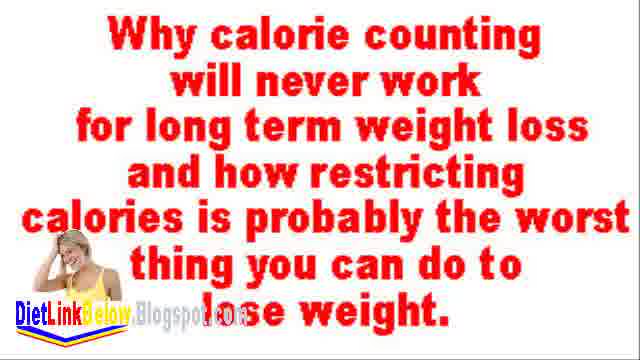 Why calorie counting
will never work
for long term weight loss
and how restricting
calories is probably the worst
thing you can do to
lose weight.
DietLinkBelow.Blogspot.com